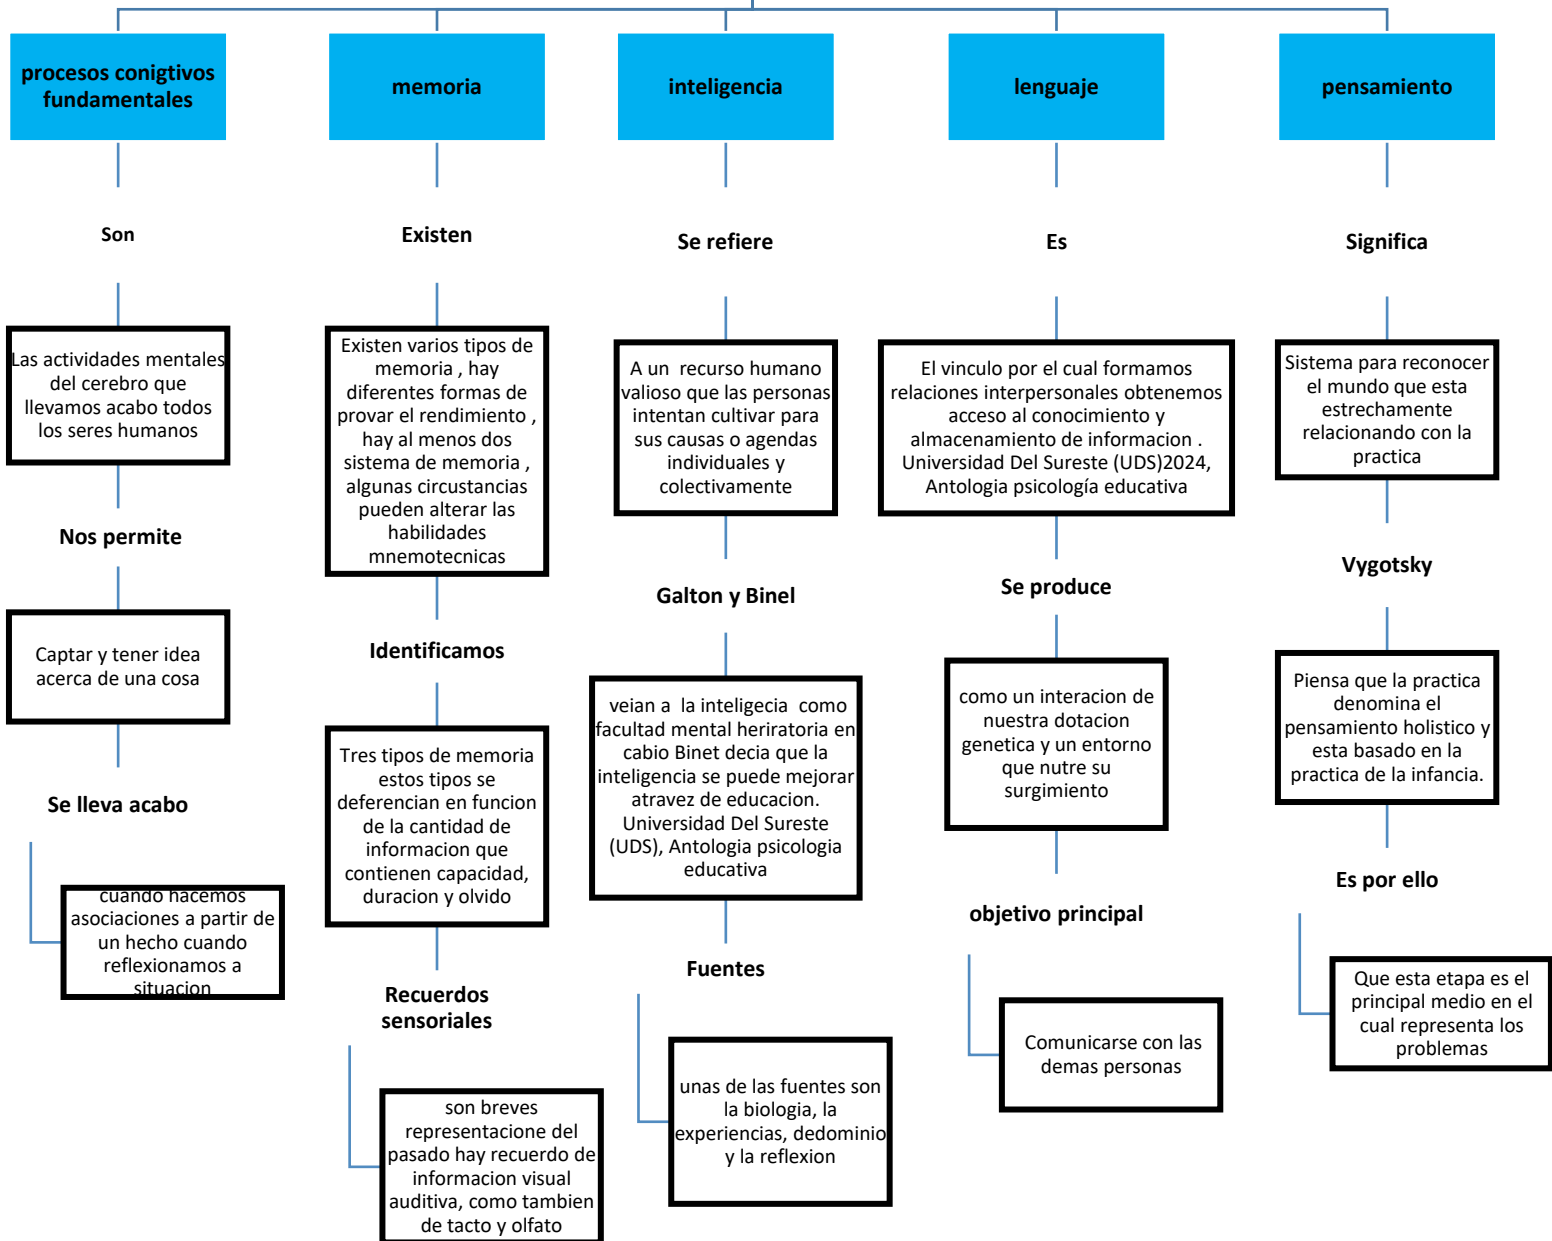 procesos conigtivos
fundamentales
Son
Las actividades mentales
del cerebro que
llevamos acabo todos
los seres humanos
Nos permite
Captar y tener idea
acerca de una cosa
Se lleva acabo
cuando hacemos
asociaciones a partir de
un hecho cuando
reflexionamos a
situacion
memoria
Existen
Existen varios tipos de
memoria , hay
diferentes formas de
provar el rendimiento ,
hay al menos dos
sistema de memoria ,
algunas circustancias
pueden alterar las
habilidades
mnemotecnicas
Identificamos
Tres tipos de memoria
estos tipos se
deferencian en funcion
de la cantidad de
informacion que
contienen capacidad,
duracion y olvido
Recuerdos
sensoriales
son breves
representacione del
pasado hay recuerdo de
informacion visual
auditiva, como tambien
de tacto y olfato
inteligencia
Se refiere
A un recurso humano
valioso que las personas
intentan cultivar para
sus causas o agendas
individuales y
colectivamente
Galton y Binel
veian a la inteligecia como
facultad mental heriratoria en
cabio Binet decia que la
inteligencia se puede mejorar
atravez de educacion.
Universidad Del Sureste
(UDS), Antologia psicologia
educativa
Fuentes
unas de las fuentes son
la biologia, la
experiencias, dedominio
y la reflexion
lenguaje
Es
El vinculo por el cual formamos
relaciones interpersonales obtenemos
acceso al conocimiento y
almacenamiento de informacion .
Universidad Del Sureste (UDS)2024,
Antologia psicología educativa
Se produce
como un interacion de
nuestra dotacion
genetica y un entorno
que nutre su
surgimiento
objetivo principal
Comunicarse con las
demas personas
pensamiento
Significa
Sistema para reconocer
el mundo que esta
estrechamente
relacionando con la
practica
Vygotsky
Piensa que la practica
denomina el
pensamiento holistico y
esta basado en la
practica de la infancia.
Es por ello
Que esta etapa es el
principal medio en el
cual representa los
problemas